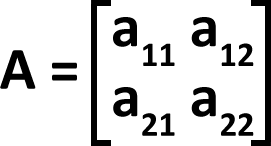 A = [a₁₁ a₁₂
a₂₁ a₂₂]